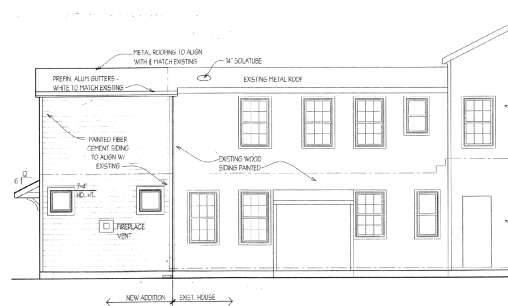 METAL ROOFING TO ALIGN
WITH & MATCH EXISTING
14" SOLATUBE
PREFIN. ALUM. GUTTERS -
WHITE TO MATCH EXISTING
EXISTING METAL ROOF
PAINTED FIBER
CEMENT SIDING
TO ALIGN W/
EXISTING
EXISTING WOOD
SIDING PAINTED
12
6
7'-4"
HD. HT.
FIREPLACE
VENT
NEW ADDITION
EXIST. HOUSE